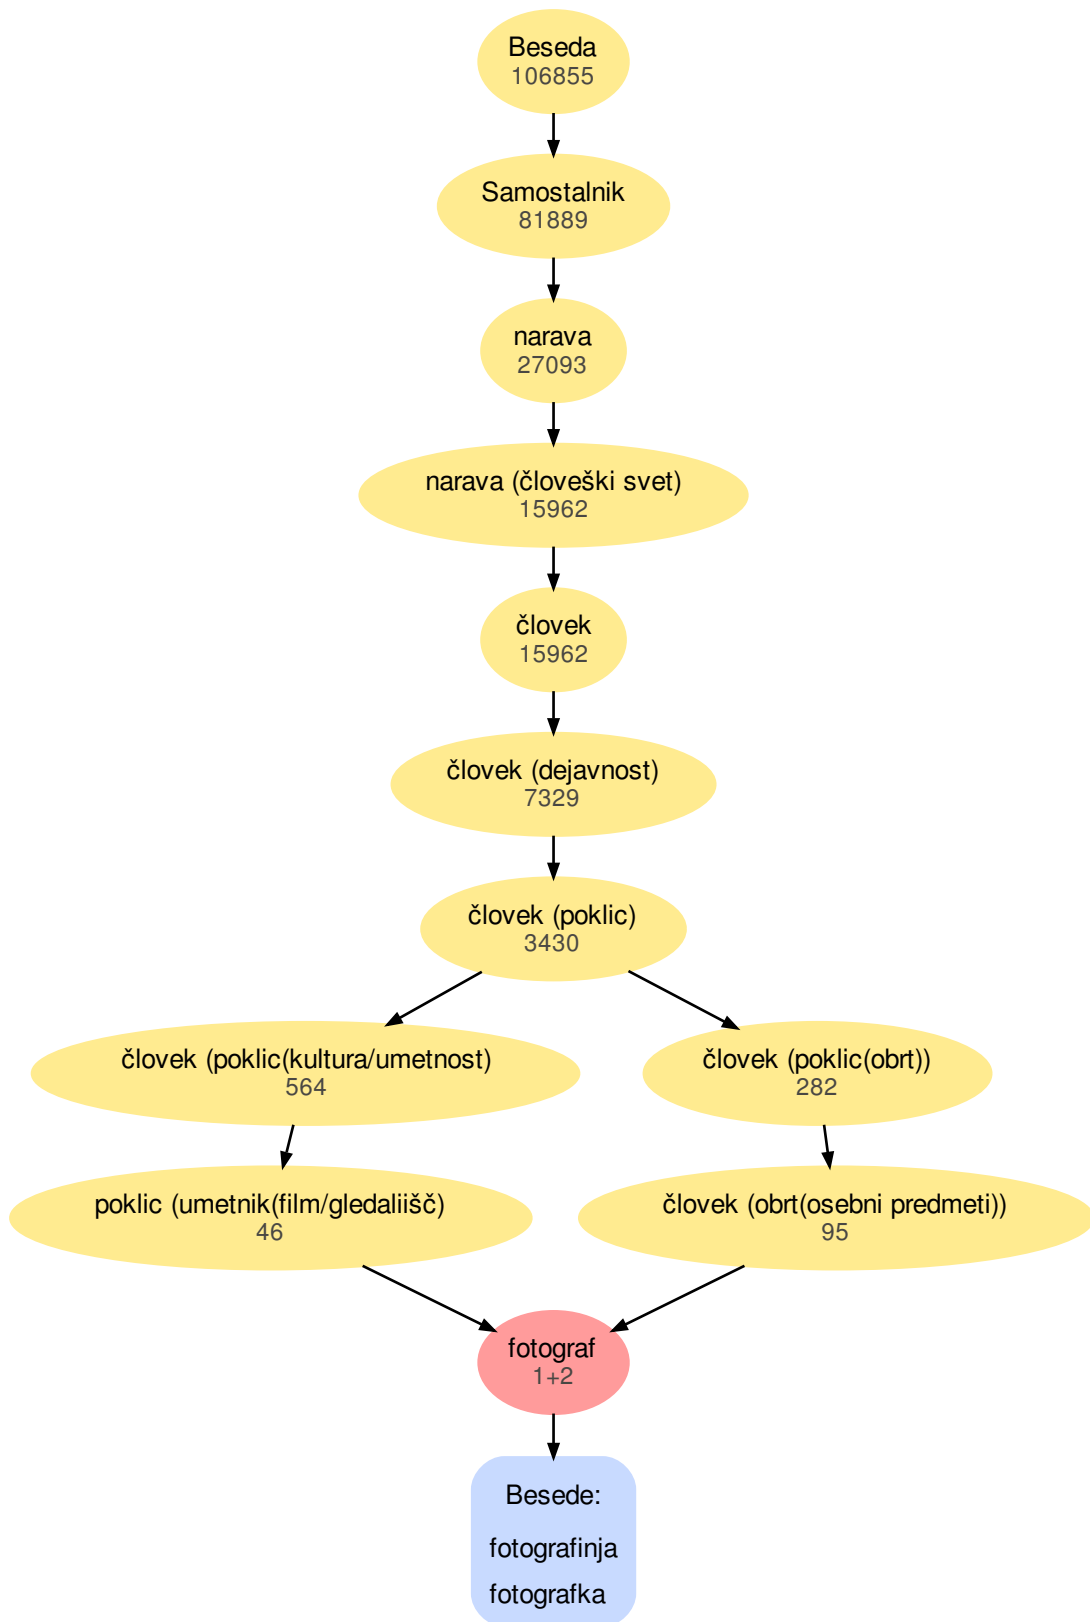 Beseda
106855
Samostalnik
81889
narava
27093
narava (človeški svet)
15962
človek
15962
človek (dejavnost)
7329
človek (poklic)
3430
človek (poklic(kultura/umetnost)
564
človek (poklic(obrt))
282
poklic (umetnik(film/gledaliišč)
46
človek (obrt(osebni predmeti))
95
fotograf
1+2
Besede:
fotografinja
fotografka